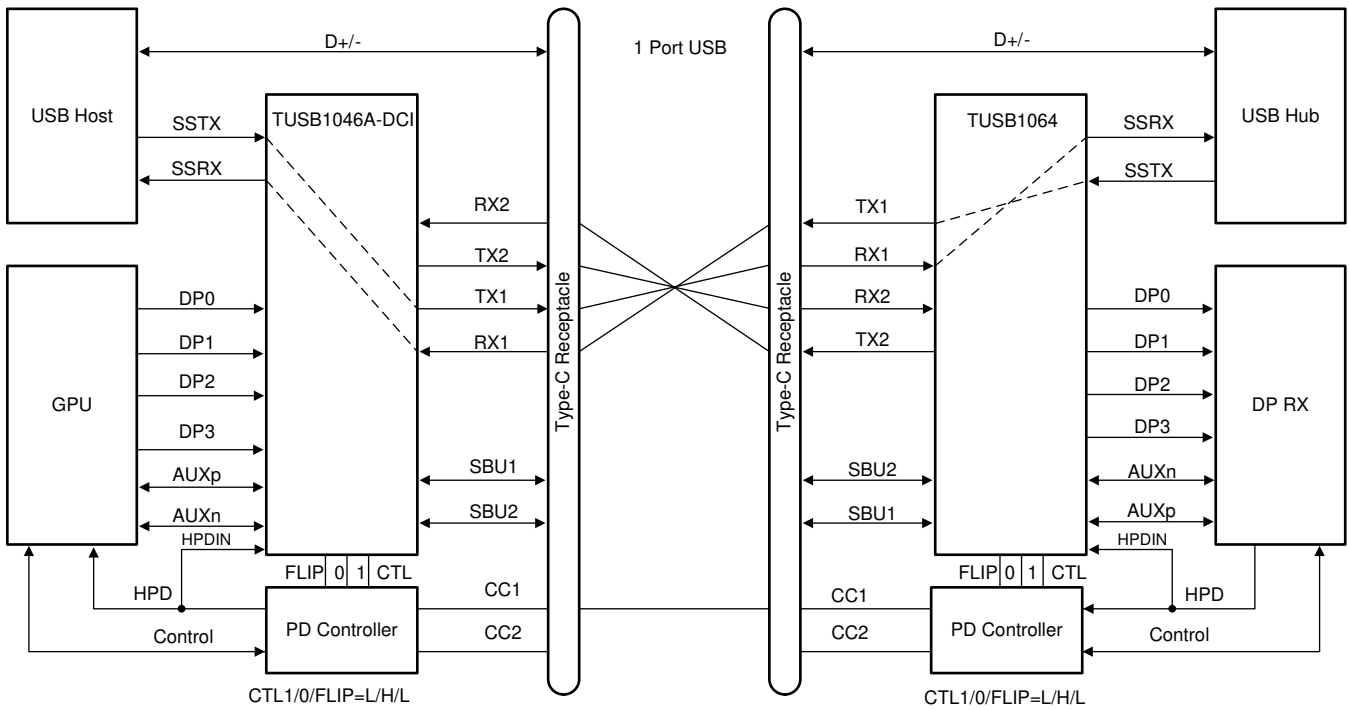 D+/-
1 Port USB
D+/-
USB Host
TUSB1046A-DCI
TUSB1064
USB Hub
SSTX
SSRX
SSRX
SSTX
RX2
TX2
TX1
RX1
TX1
RX1
RX2
TX2
Type-C Receptacle
Type-C Receptacle
GPU
DP0
DP1
DP2
DP3
AUXp
AUXn
HPDIN
SBU1
SBU2
SBU2
SBU1
DP0
DP1
DP2
DP3
AUXn
AUXp
HPDIN
DP RX
FLIP 0 1 CTL
FLIP 0 1 CTL
HPD
Control
PD Controller
CC1
CC2
CC1
CC2
PD Controller
HPD
Control
CTL1/0/FLIP=L/H/L
CTL1/0/FLIP=L/H/L